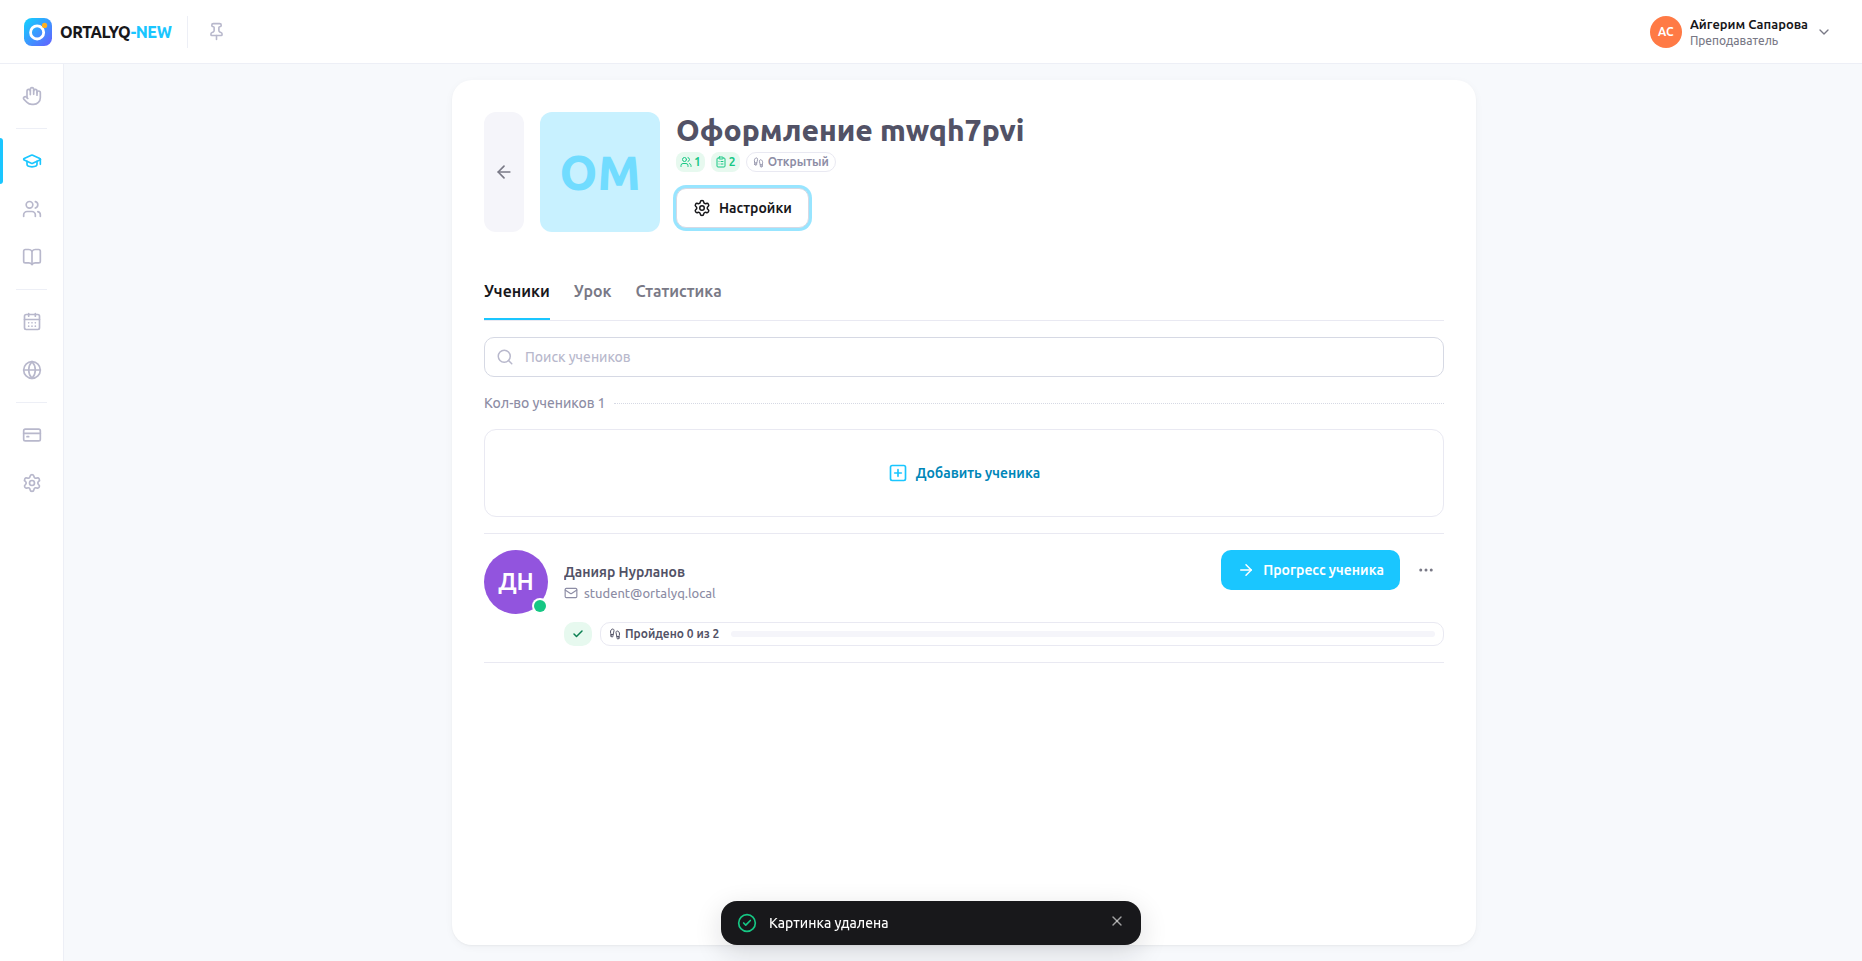 ORTALYQ-NEW
АС
Айгерим Сапарова
Преподаватель
ОМ
Оформление mwqh7pvi
1
2
Открытый
Настройки
Ученики
Урок
Статистика
Поиск учеников
Кол-во учеников 1
Добавить ученика
ДН
Данияр Нурланов
student@ortalyq.local
Прогресс ученика
Пройдено 0 из 2
Картинка удалена